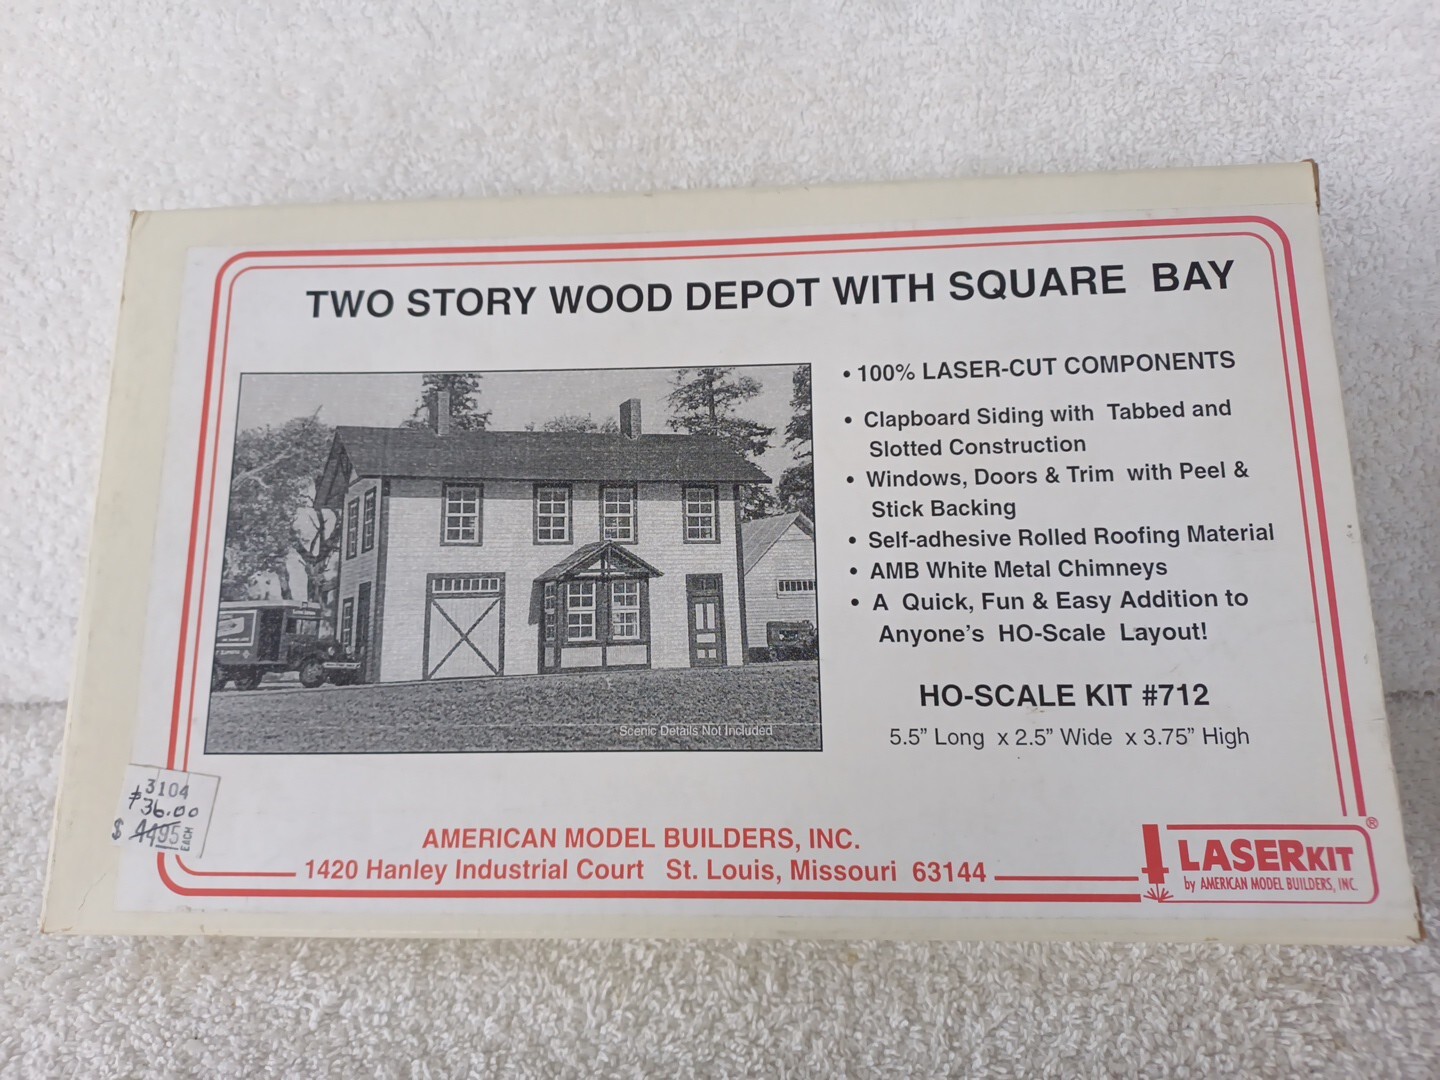 TWO STORY WOOD DEPOT WITH SQUARE BAY
• 100% LASER-CUT COMPONENTS
• Clapboard Siding with Tabbed and
Slotted Construction
• Windows, Doors & Trim with Peel &
Stick Backing
• Self-adhesive Rolled Roofing Material
• AMB White Metal Chimneys
• A Quick, Fun & Easy Addition to
Anyone's HO-Scale Layout!
HO-SCALE KIT #712
5.5" Long x 2.5" Wide x 3.75" High
Scenic Details Not Included
3104
36.00
$ 4495 EACH
AMERICAN MODEL BUILDERS, INC.
1420 Hanley Industrial Court St. Louis, Missouri 63144
LASERKIT ®
by AMERICAN MODEL BUILDERS, INC.